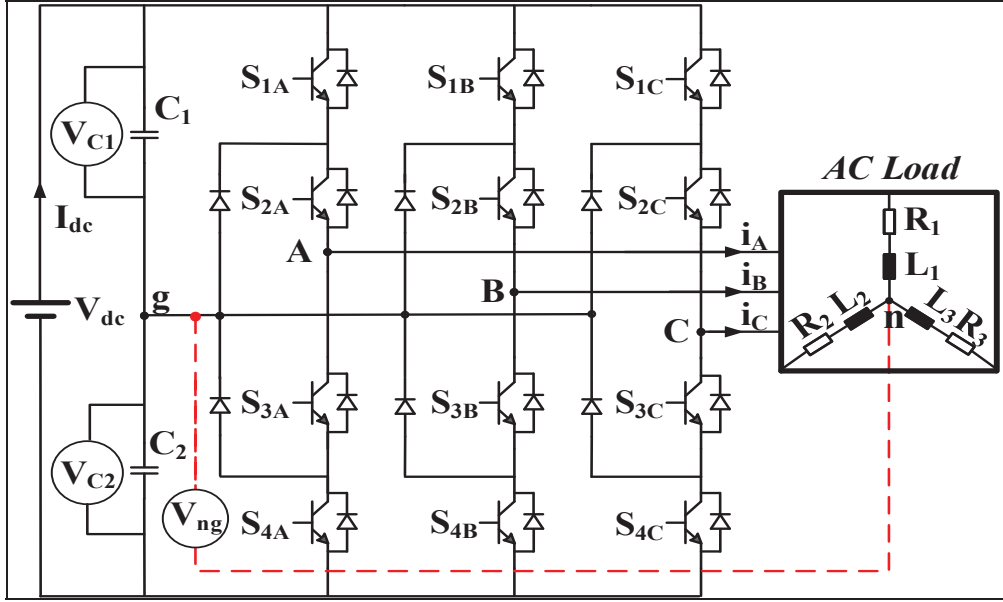 S1A
S1B
S1C
C1
VC1
AC Load
S2A
S2B
S2C
R1
Idc
A
iA
L1
B
iB
g
Vdc
R2 L2
n
L3 R3
C
iC
S3A
S3B
S3C
C2
VC2
Vng
S4A
S4B
S4C